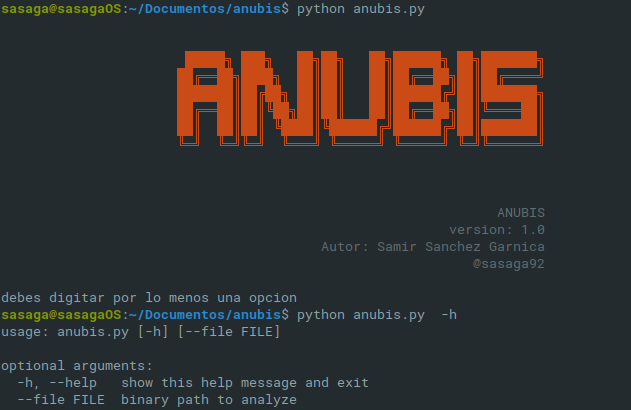 sasaga@sasagaOS:~/Documentos/anubis$ python anubis.py
ANUBIS
ANUBIS
version: 1.0
Autor: Samir Sanchez Garnica
@sasaga92
debes digitar por lo menos una opcion
sasaga@sasagaOS:~/Documentos/anubis$ python anubis.py  -h
usage: anubis.py [-h] [--file FILE]
optional arguments:
  -h, --help   show this help message and exit
  --file FILE  binary path to analyze